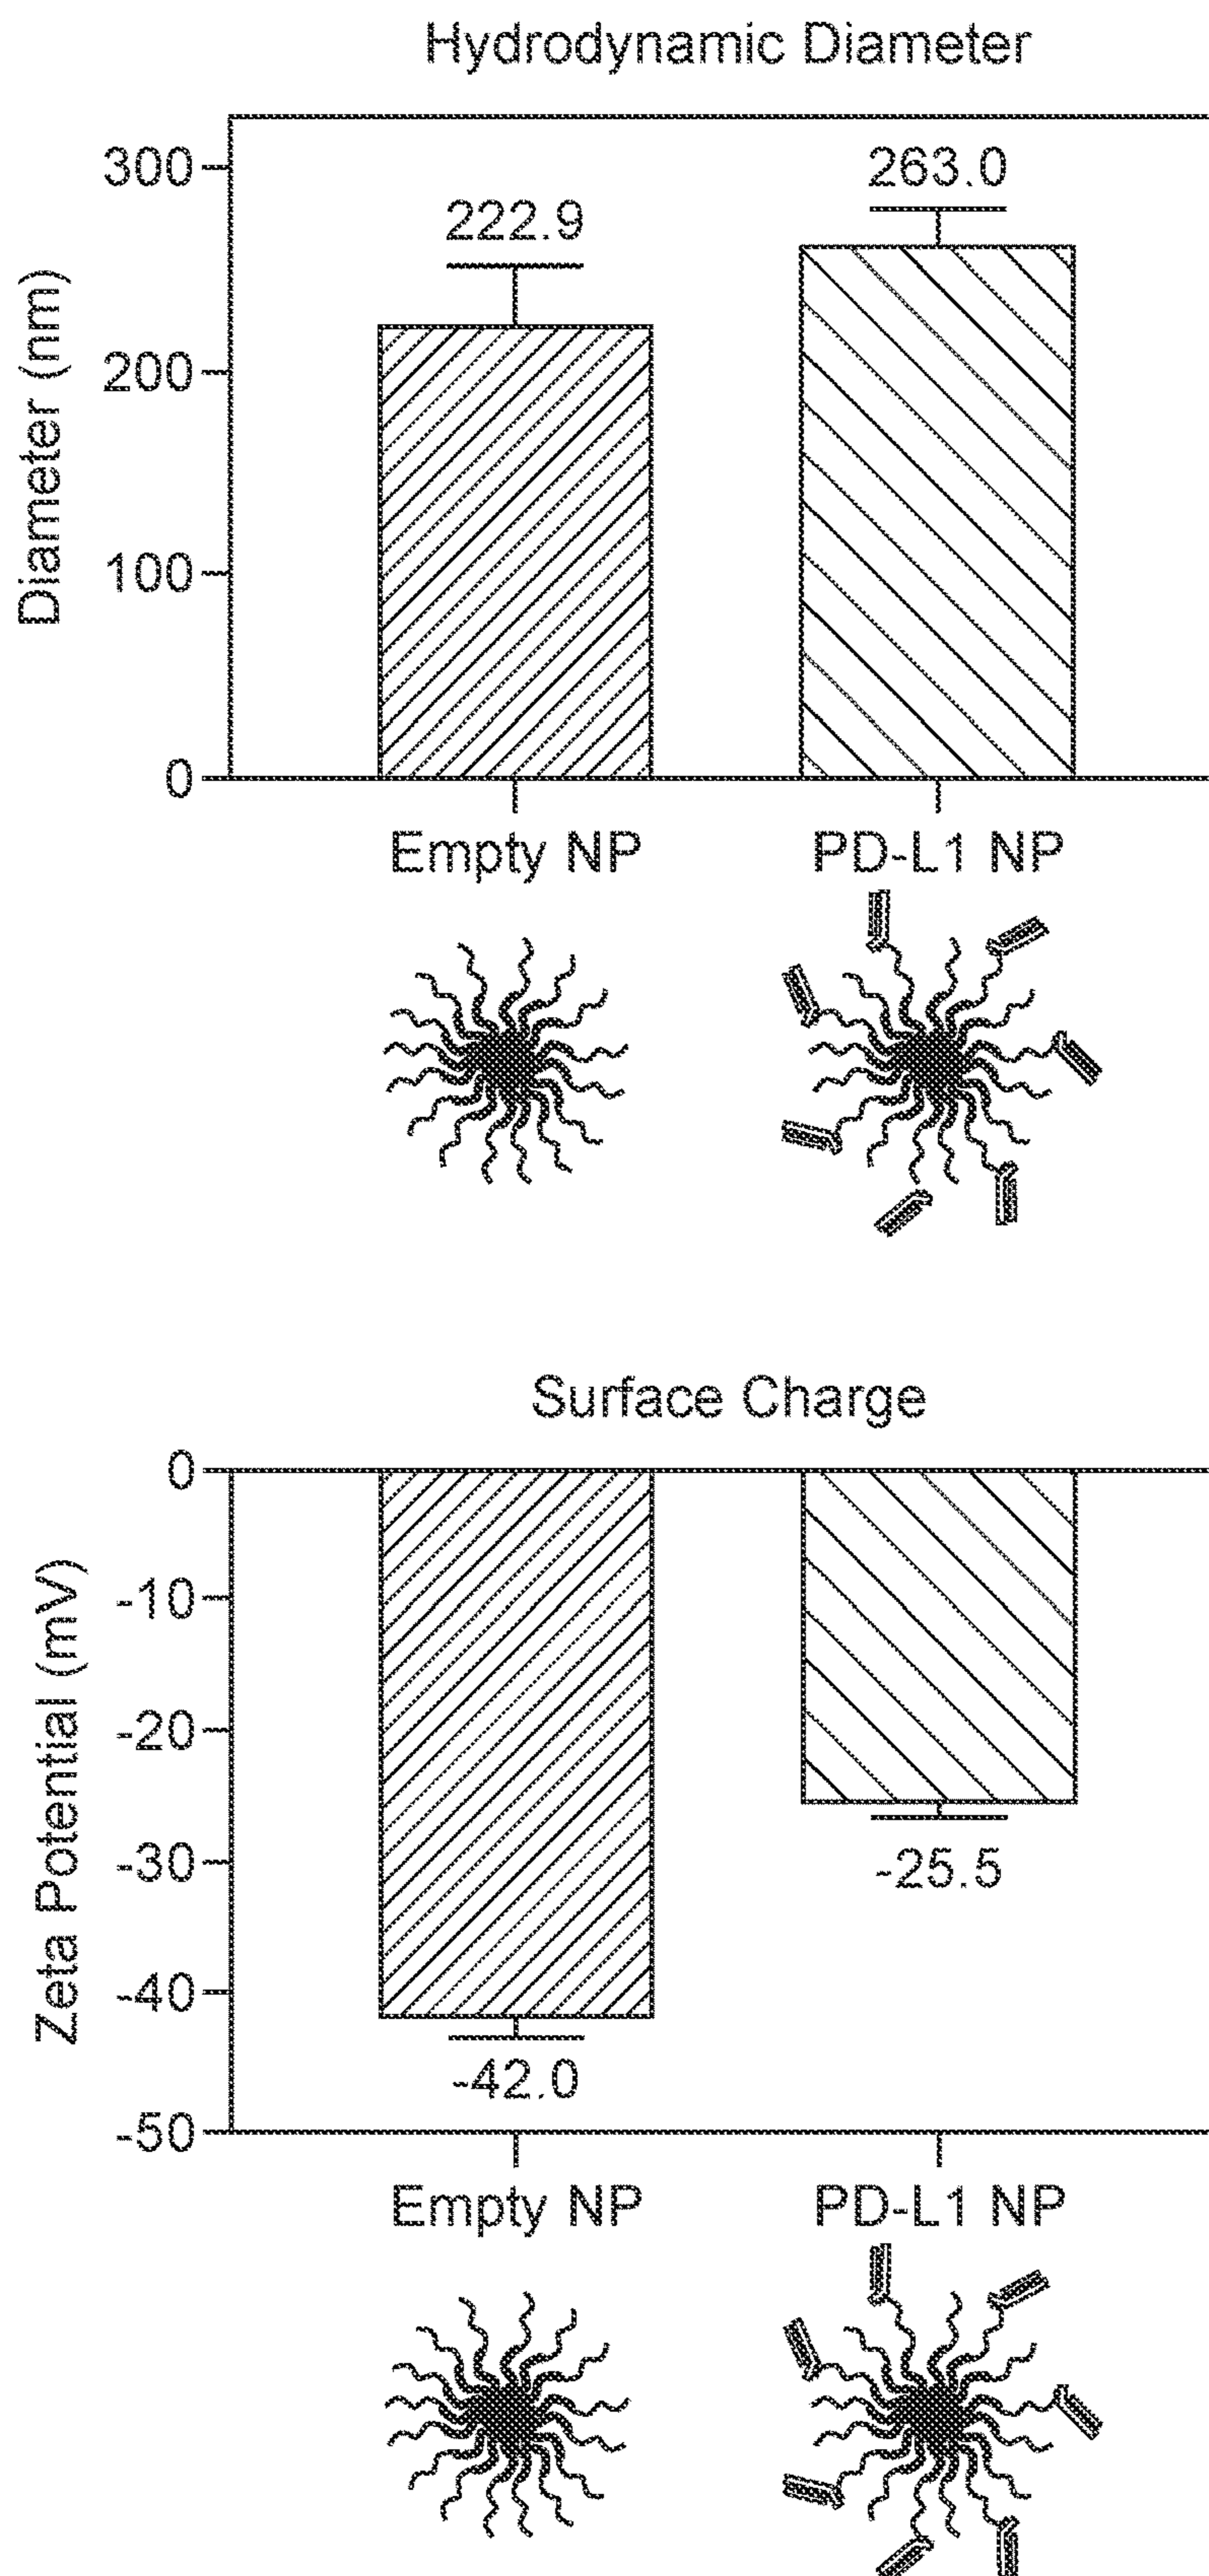 Hydrodynamic Diameter
Diameter (nm)
300
200
100
0
222.9
263.0
Empty NP
PD-L1 NP
Surface Charge
Zeta Potential (mV)
0
-10
-20
-30
-40
-50
-42.0
-25.5
Empty NP
PD-L1 NP